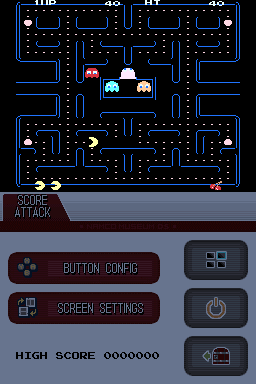 1UP 40 HI 40
SCORE
ATTACK
BUTTON CONFIG
SCREEN SETTINGS
HIGH SCORE 0000000